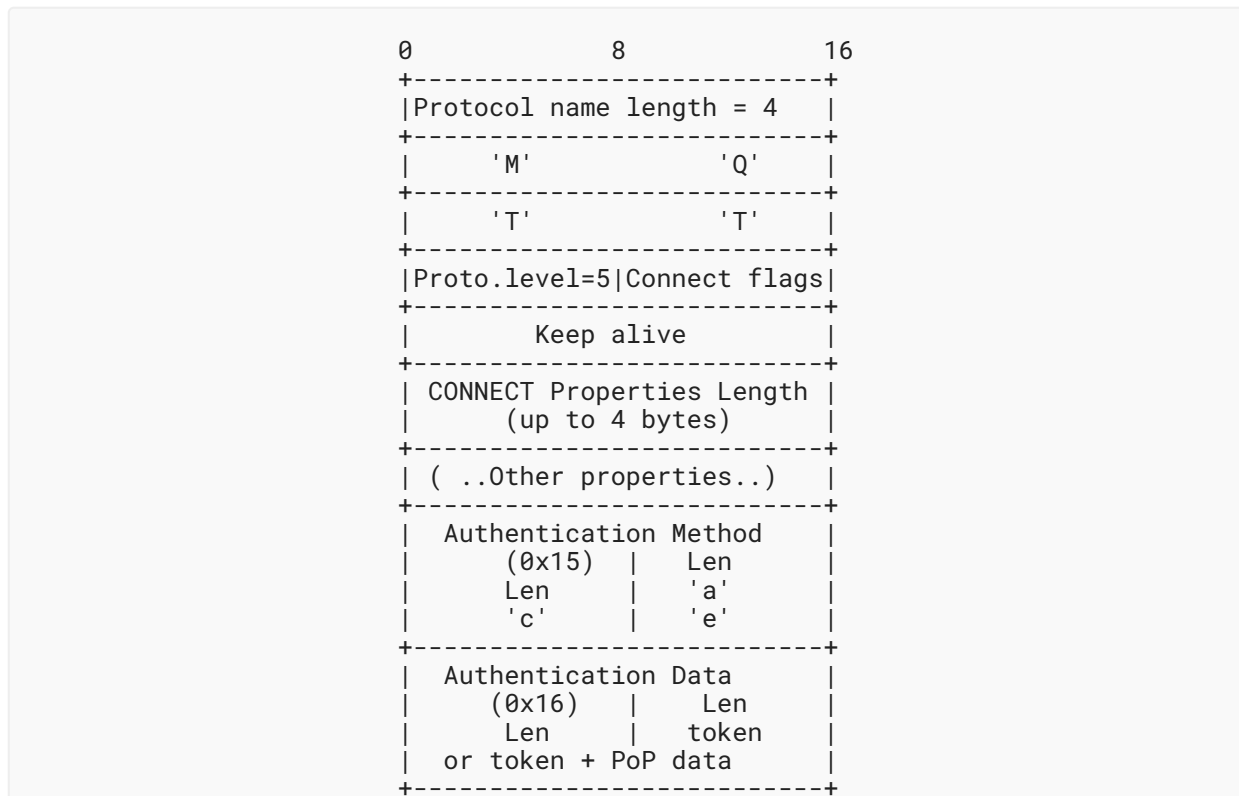 0 8 16
+---------------------------+
|Protocol name length = 4 |
+---------------------------+
| 'M' 'Q' |
+---------------------------+
| 'T' 'T' |
+---------------------------+
|Proto.level=5|Connect flags|
+---------------------------+
| Keep alive |
+---------------------------+
| CONNECT Properties Length |
| (up to 4 bytes) |
+---------------------------+
| ( ..Other properties..) |
+---------------------------+
| Authentication Method |
| (0x15) | Len |
| Len | 'a' |
| 'c' | 'e' |
+---------------------------+
| Authentication Data |
| (0x16) | Len |
| Len | token |
| or token + PoP data |
+---------------------------+